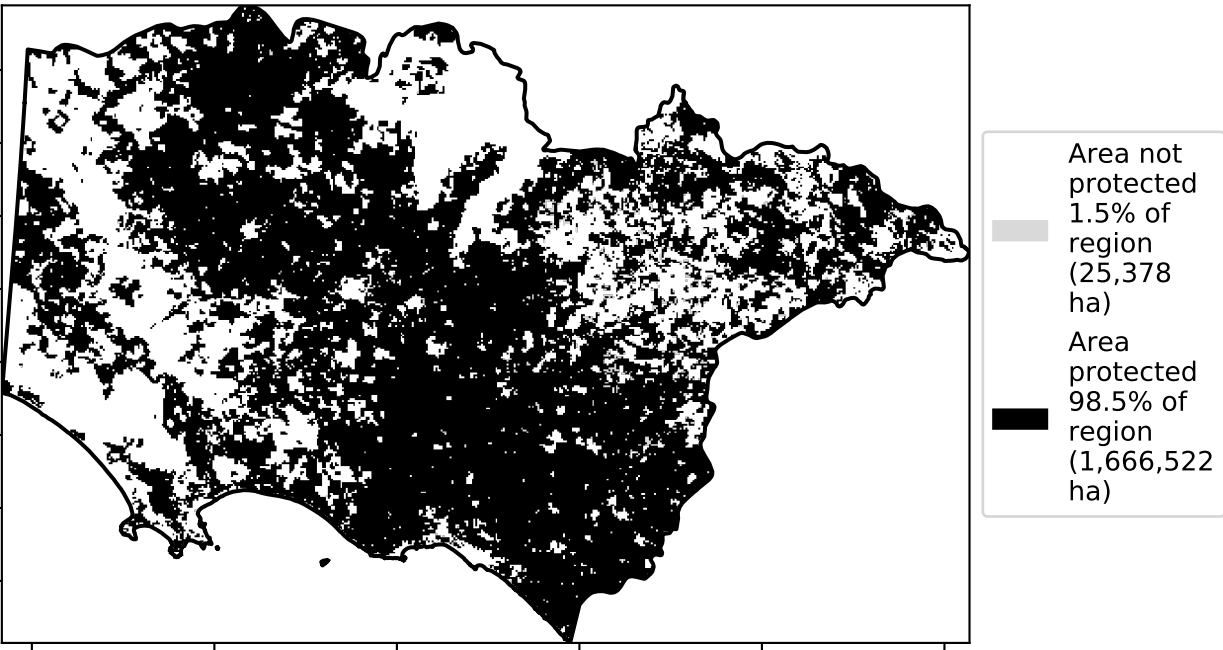 Area not
protected
1.5% of
region
(25,378
ha)
Area
protected
98.5% of
region
(1,666,522
ha)